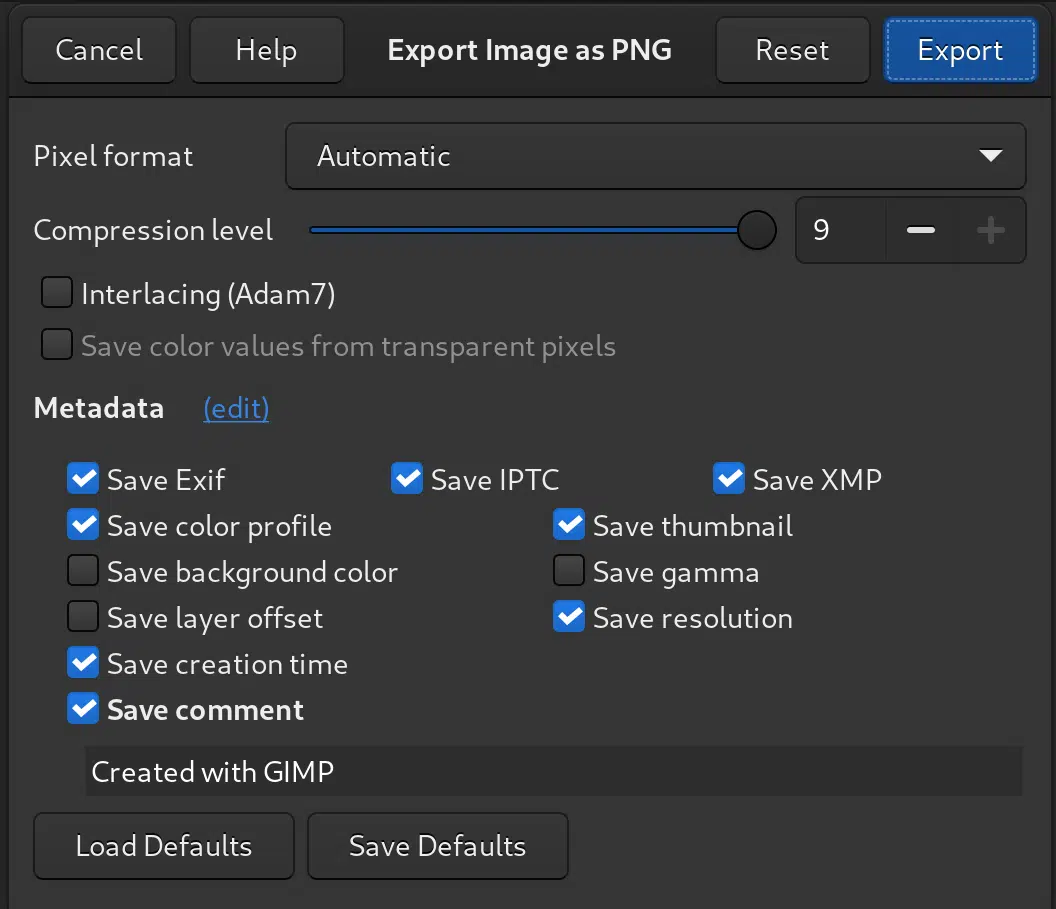 Cancel Help Export Image as PNG Reset Export
Pixel format Automatic
Compression level 9
Interlacing (Adam7)
Save color values from transparent pixels
Metadata (edit)
Save Exif Save IPTC Save XMP
Save color profile Save thumbnail
Save background color Save gamma
Save layer offset Save resolution
Save creation time
Save comment
Created with GIMP
Load Defaults Save Defaults